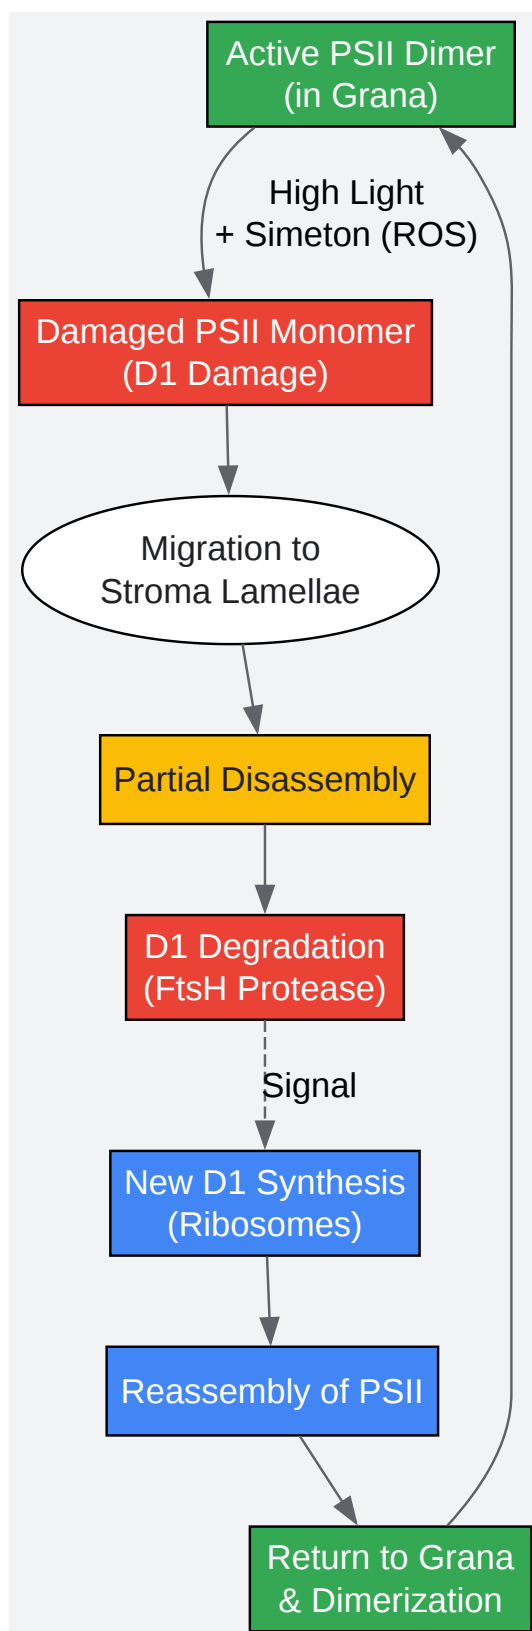 Active PSII Dimer
(in Grana)
High Light
+ Simeton (ROS)
Damaged PSII Monomer
(D1 Damage)
Migration to
Stroma Lamellae
Partial Disassembly
D1 Degradation
(FtsH Protease)
Signal
New D1 Synthesis
(Ribosomes)
Reassembly of PSII
Return to Grana
& Dimerization